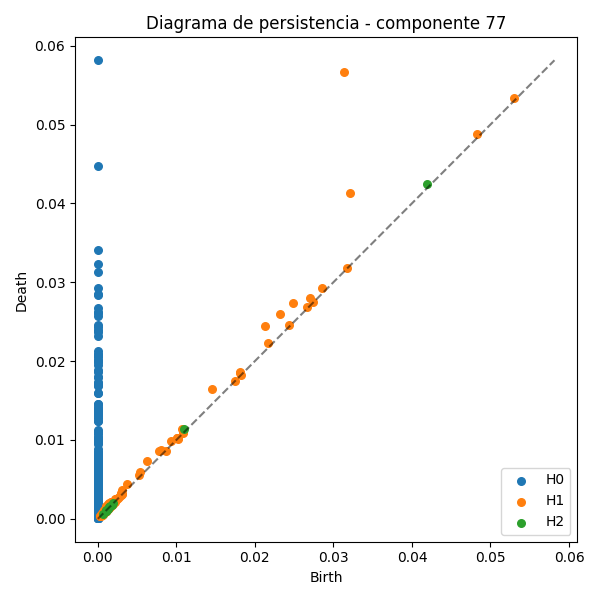 Diagrama de persistencia - componente 77
0.06
0.05
0.04
0.03
0.02
0.01
0.00
Death
0.00 0.01 0.02 0.03 0.04 0.05 0.06
Birth
H0
H1
H2